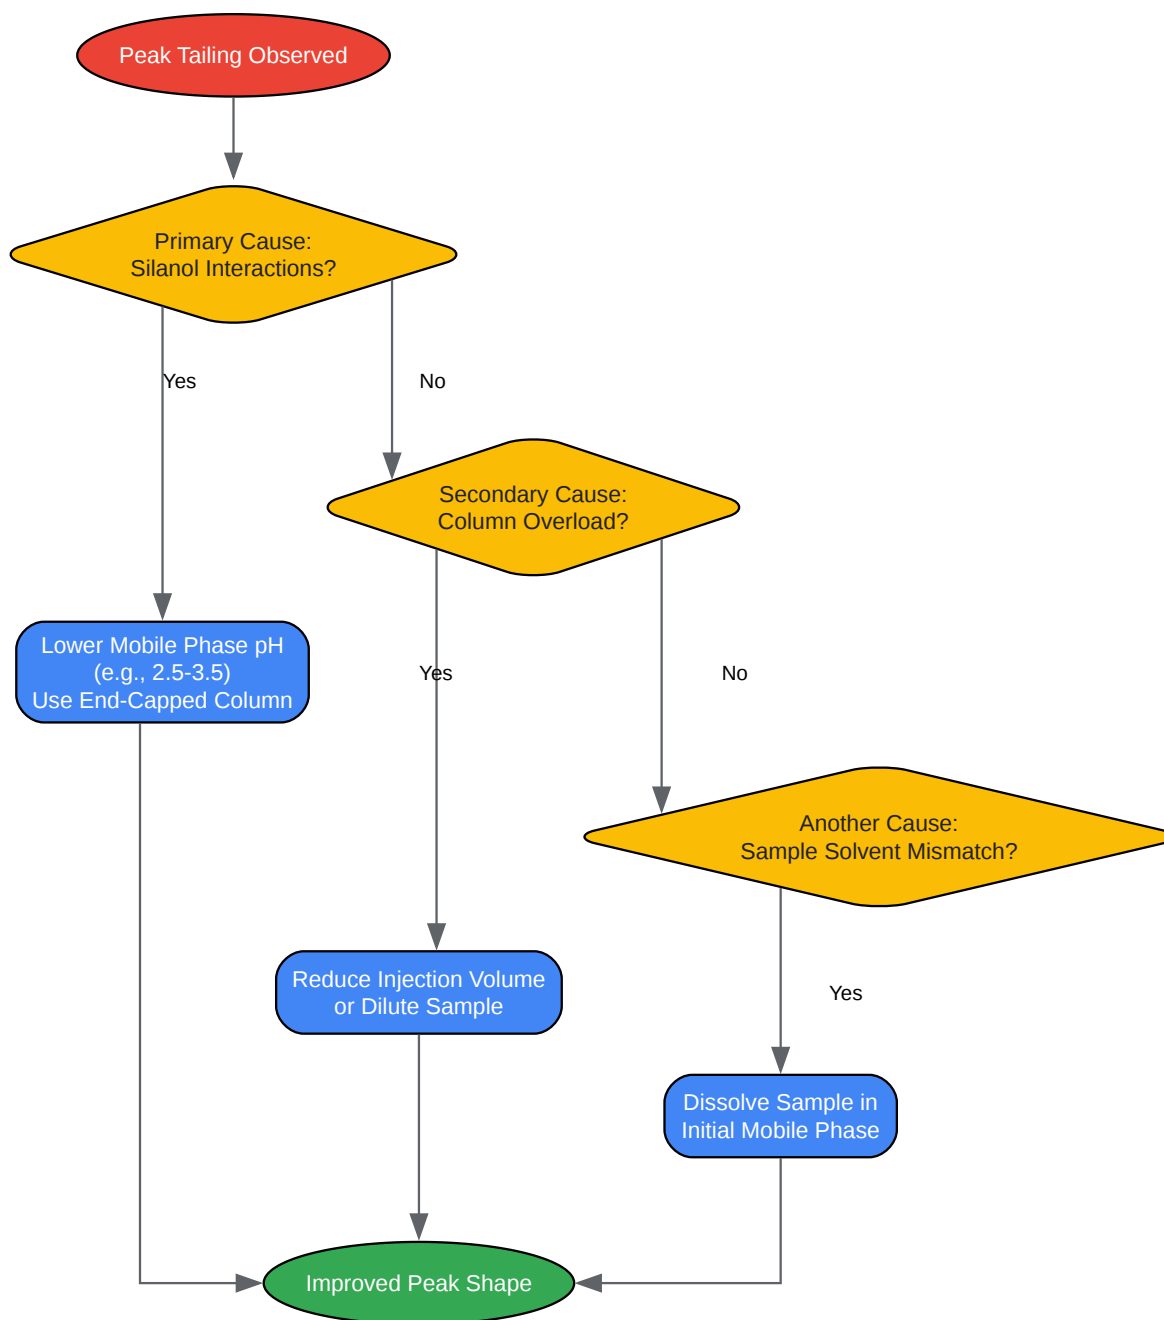 Peak Tailing Observed
Primary Cause:
Silanol Interactions?
Yes
No
Secondary Cause:
Column Overload?
Lower Mobile Phase pH
(e.g., 2.5-3.5)
Use End-Capped Column
Yes
No
Another Cause:
Sample Solvent Mismatch?
Reduce Injection Volume
or Dilute Sample
Yes
Dissolve Sample in
Initial Mobile Phase
Improved Peak Shape